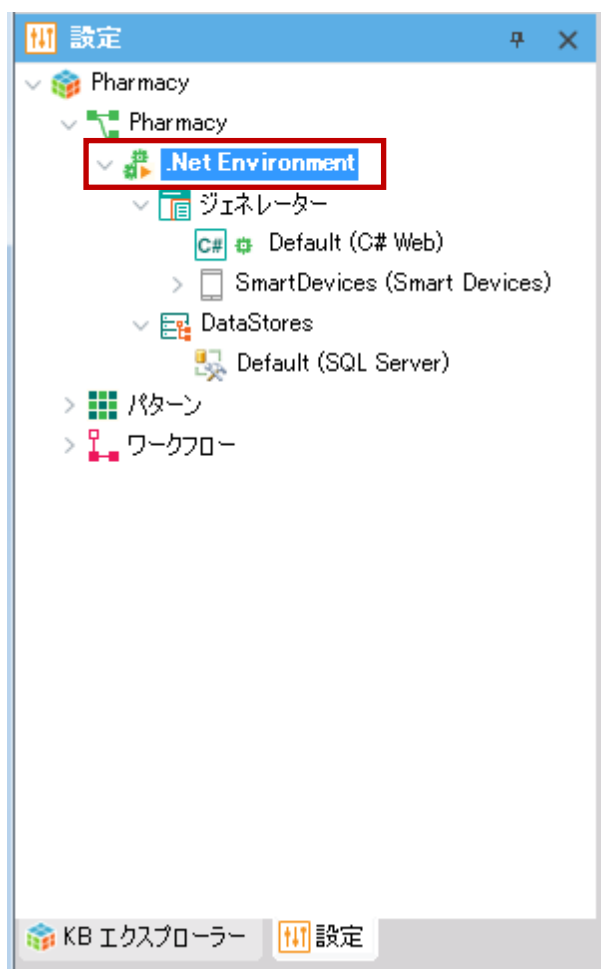 設定
Pharmacy
Pharmacy
.Net Environment
ジェネレーター
C# Default (C# Web)
SmartDevices (Smart Devices)
DataStores
Default (SQL Server)
パターン
ワークフロー
KB エクスプローラー 設定